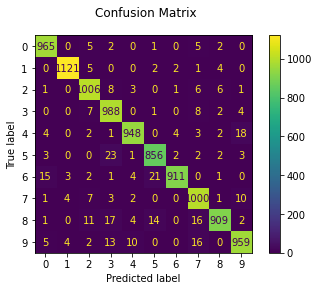 Confusion Matrix
0 965 0 5 2 0 1 0 5 2 0
1 0 1121 5 0 0 2 2 1 4 0
2 1 0 1006 8 3 0 1 6 6 1
3 0 0 7 988 0 1 0 8 2 4
4 4 0 2 1 948 0 4 3 2 18
5 3 0 0 23 1 856 2 2 2 3
6 15 3 2 1 4 21 911 0 1 0
7 1 4 7 3 2 0 0 1000 1 10
8 1 0 11 17 4 14 0 16 909 2
9 5 4 2 13 10 0 0 16 0 959
0 1 2 3 4 5 6 7 8 9
Predicted label
True label
1000
800
600
400
200
0